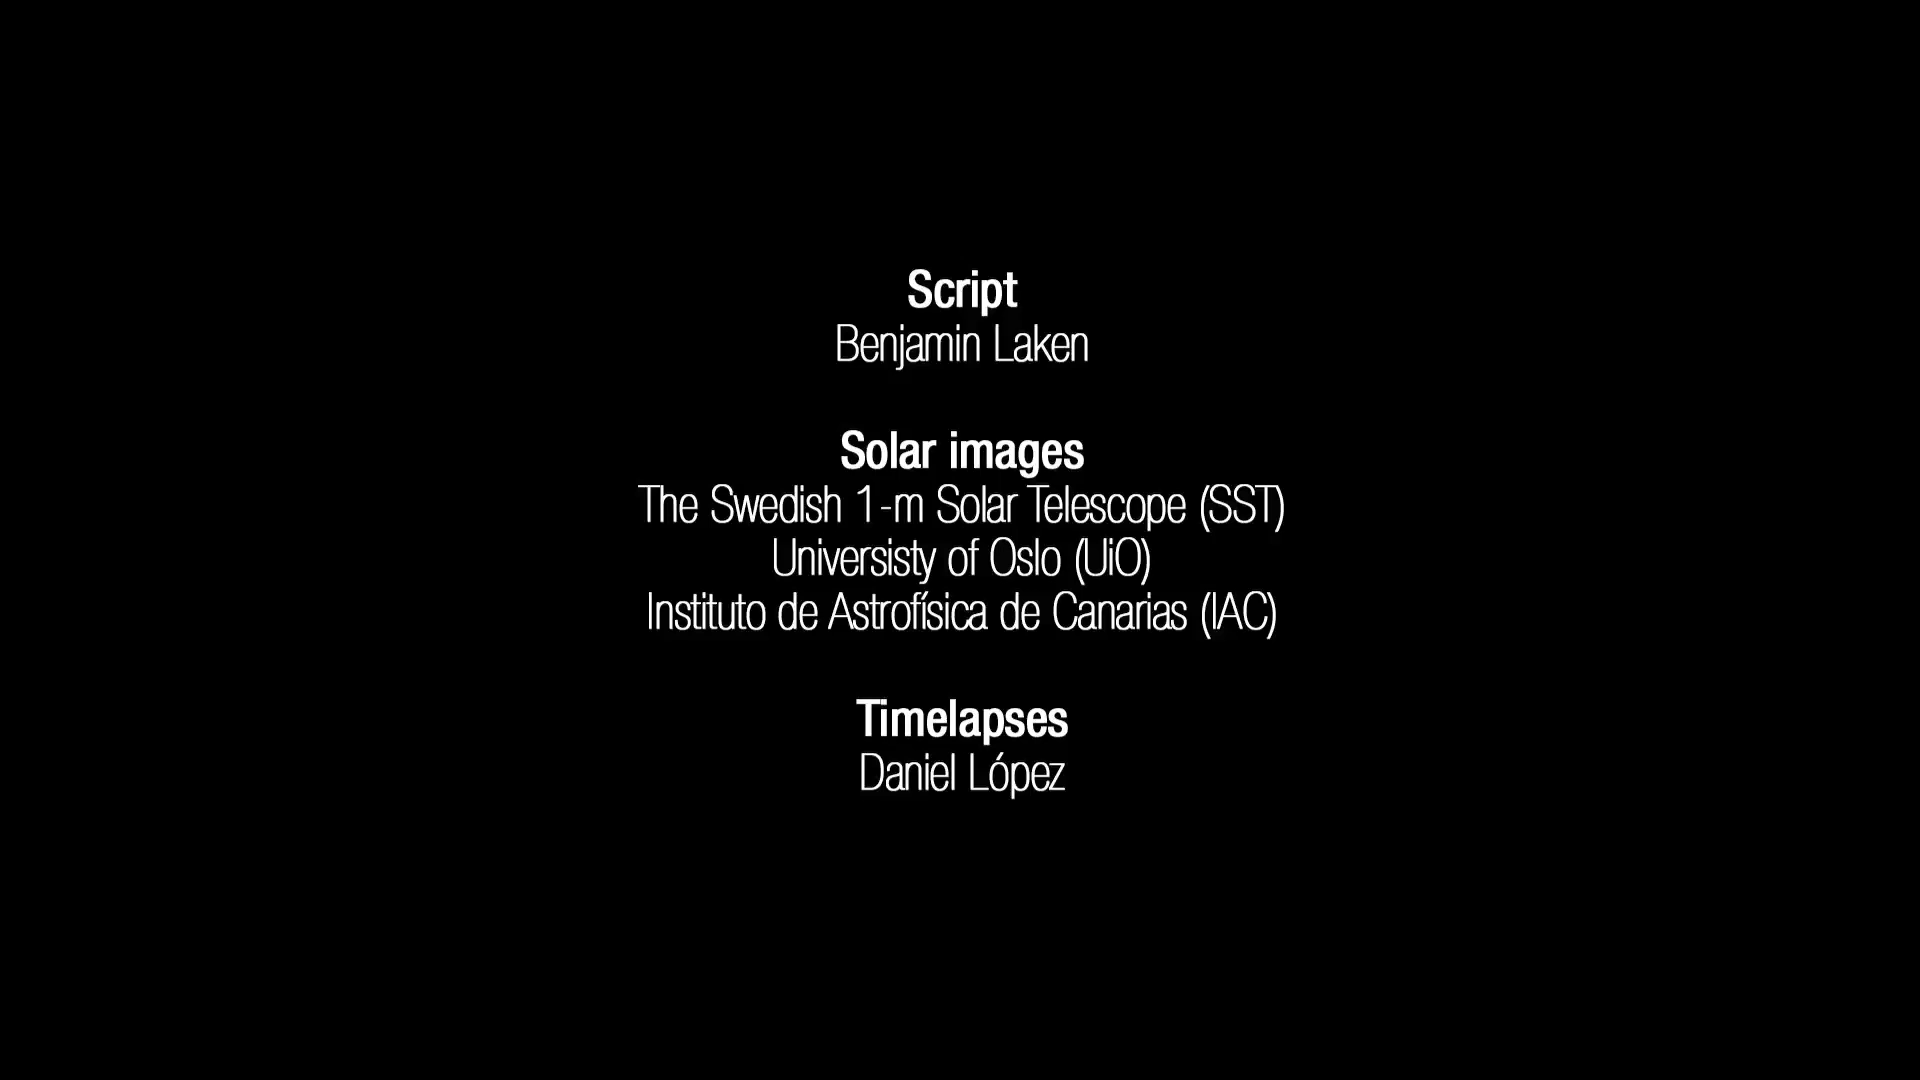 Script
Benjamin Laken
Solar images
The Swedish 1-m Solar Telescope (SST)
Universisty of Oslo (UiO)
Instituto de Astrofísica de Canarias (IAC)
Timelapses
Daniel López